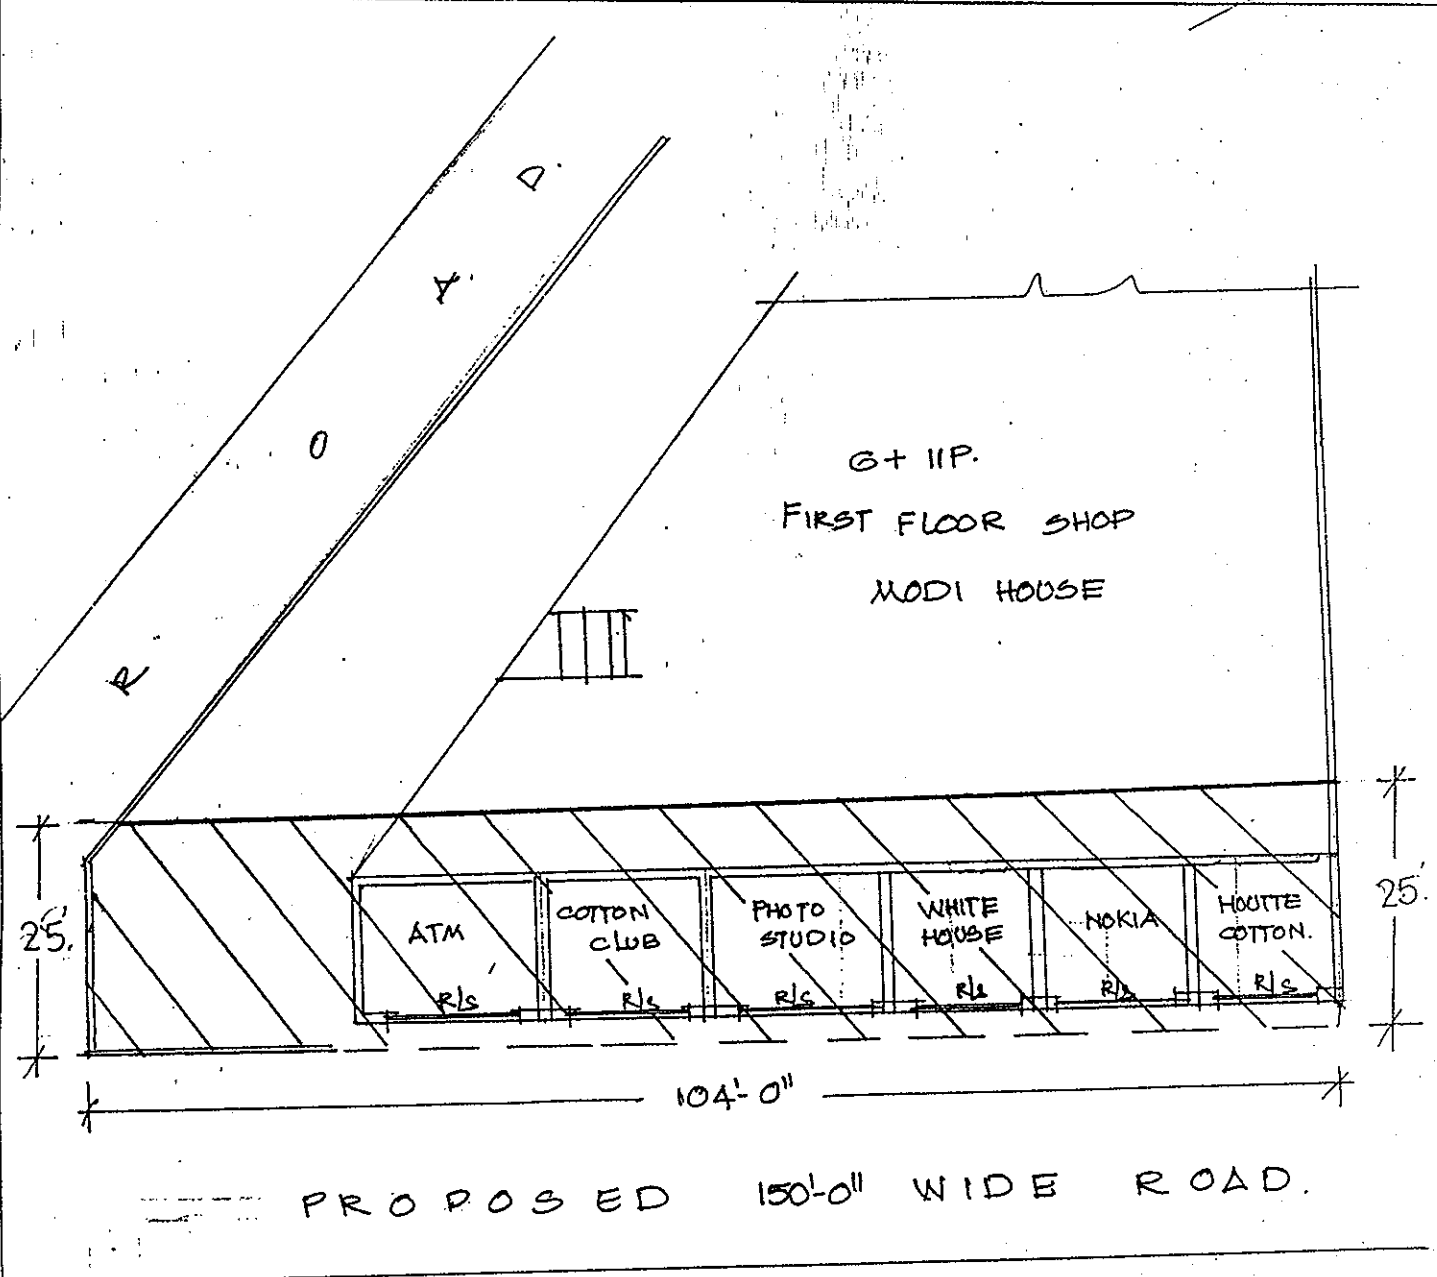 R. O A. D.
G+ IIP.
FIRST FLOOR SHOP
MODI HOUSE
25'.
25'.
ATM
COTTON
CLUB
PHOTO
STUDIO
WHITE
HOUSE
NOKIA
HOUTTE
COTTON.
R/S
R/S
R/S
R/S
R/S
R/S
104'-0"
PROPOSED 150'-0" WIDE ROAD.